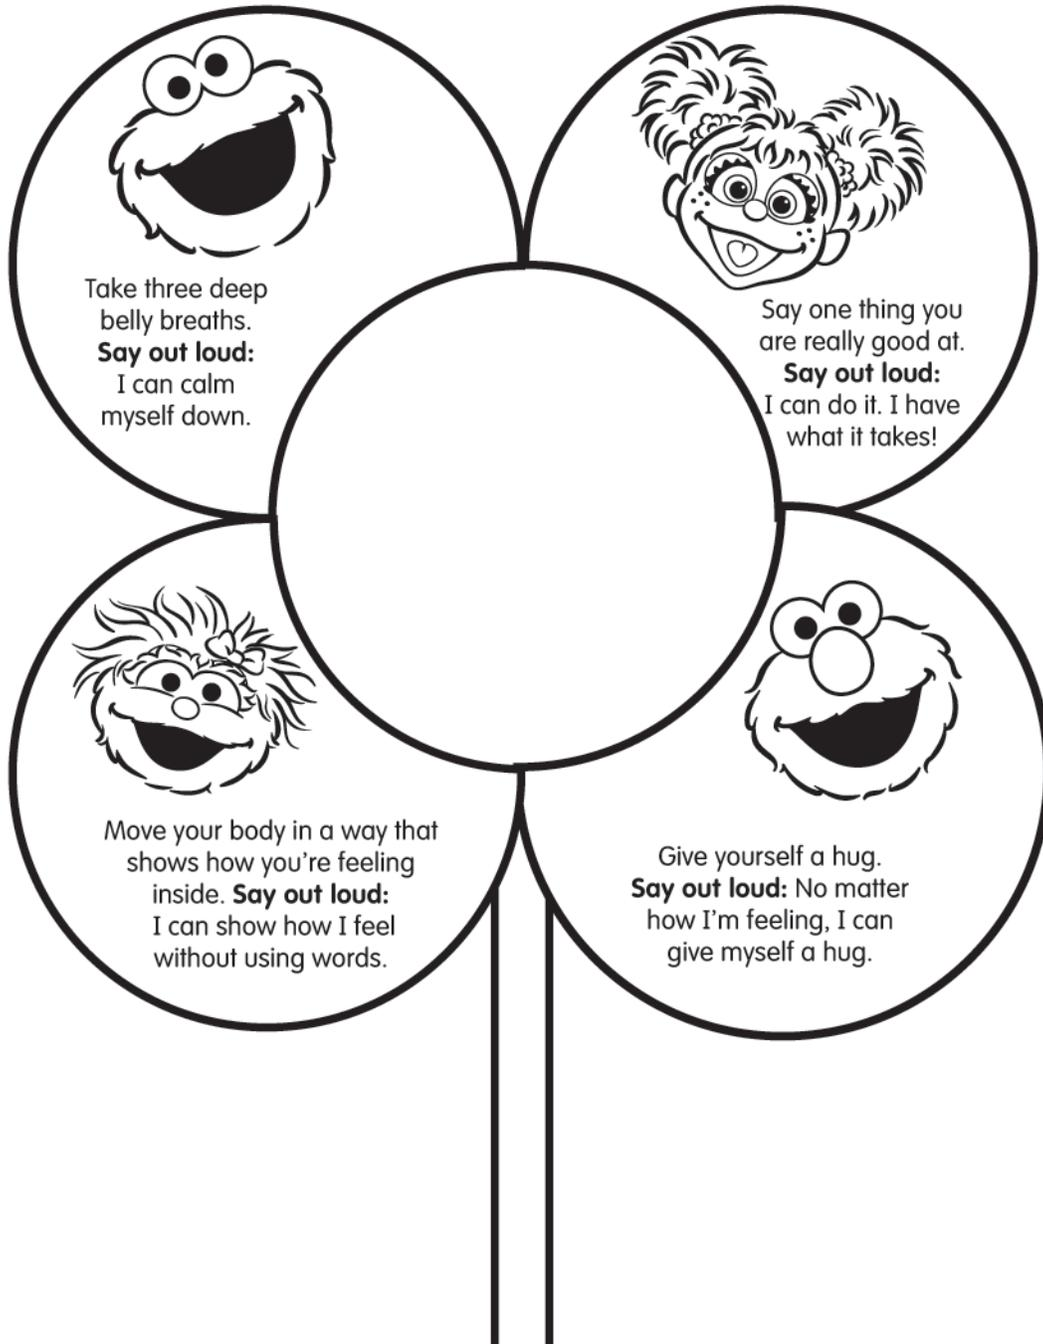 Take three deep
belly breaths.
Say out loud:
I can calm
myself down.
Say one thing you
are really good at.
Say out loud:
I can do it. I have
what it takes!
Move your body in a way that
shows how you’re feeling
inside. Say out loud:
I can show how I feel
without using words.
Give yourself a hug.
Say out loud: No matter
how I’m feeling, I can
give myself a hug.